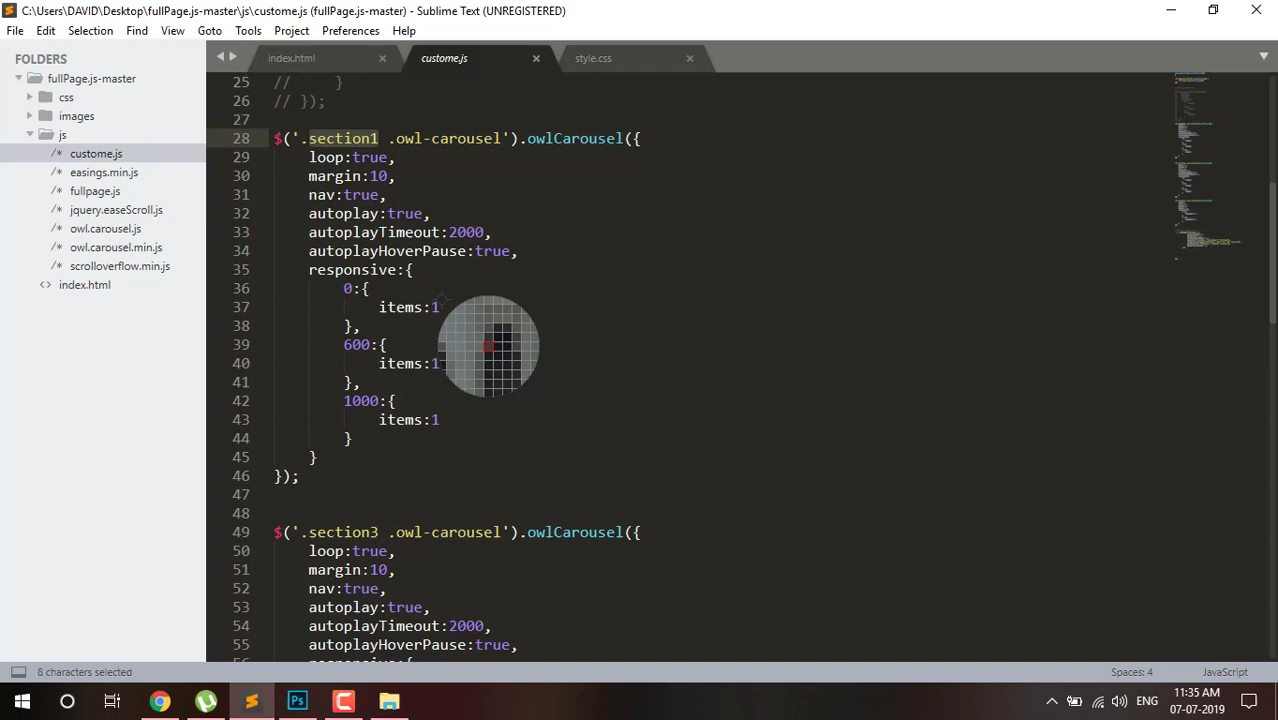 C:\Users\DAVID\Desktop\fullPage.js-master\js\custome.js (fullPage.js-master) - Sublime Text (UNREGISTERED)
File Edit Selection Find View Goto Tools Project Preferences Help
FOLDERS
fullPage.js-master
css
images
js
/* custome.js
/* easings.min.js
/* fullpage.js
/* jquery.easeScroll.js
/* owl.carousel.js
/* owl.carousel.min.js
/* scrolloverflow.min.js
<> index.html
index.html custome.js style.css
25 // }
26 // });
27
28 $('.section1 .owl-carousel').owlCarousel({
29 loop:true,
30 margin:10,
31 nav:true,
32 autoplay:true,
33 autoplayTimeout:2000,
34 autoplayHoverPause:true,
35 responsive:{
36 0:{
37 items:1
38 },
39 600:{
40 items:1
41 },
42 1000:{
43 items:1
44 }
45 }
46 });
47
48
49 $('.section3 .owl-carousel').owlCarousel({
50 loop:true,
51 margin:10,
52 nav:true,
53 autoplay:true,
54 autoplayTimeout:2000,
55 autoplayHoverPause:true,
8 characters selected
Spaces: 4 JavaScript
Ps
ENG
11:35 AM
07-07-2019